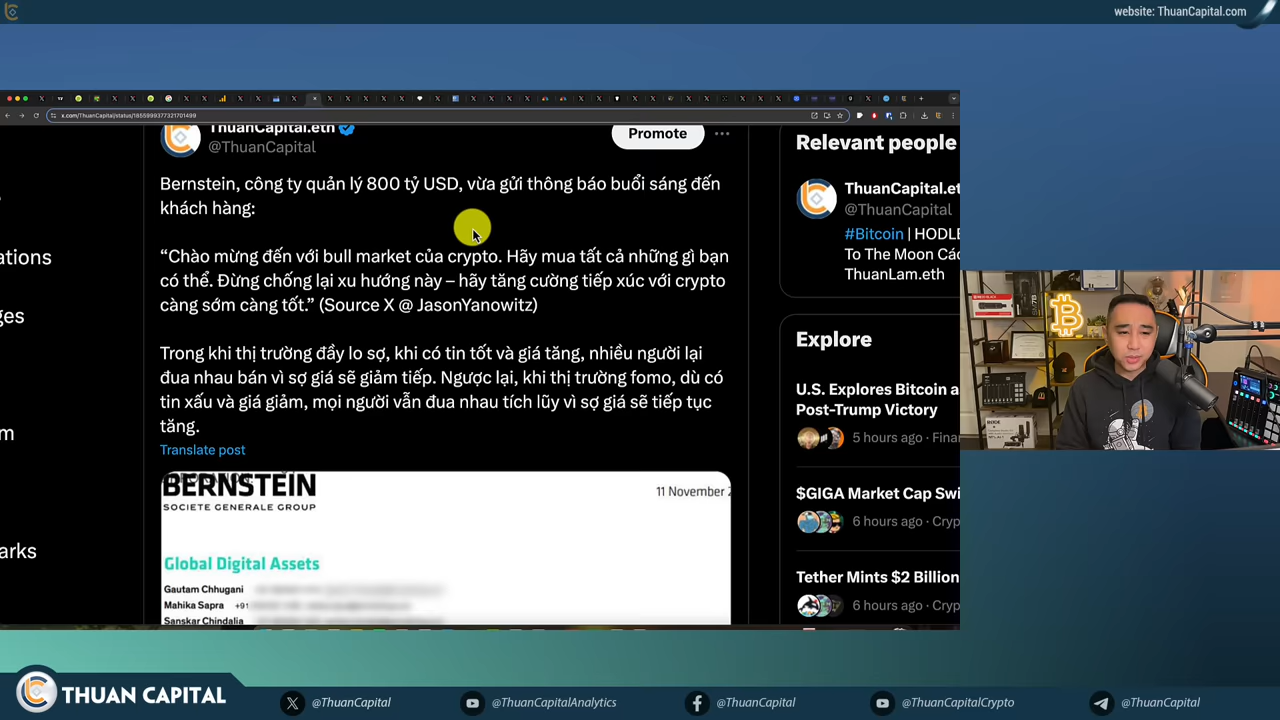 website: ThuanCapital.com
x.com/ThuanCapital/status/1855999377321701499
ThuanCapital.eth
@ThuanCapital
Promote
Bernstein, công ty quản lý 800 tỷ USD, vừa gửi thông báo buổi sáng đến
khách hàng:
“Chào mừng đến với bull market của crypto. Hãy mua tất cả những gì bạn
có thể. Đừng chống lại xu hướng này – hãy tăng cường tiếp xúc với crypto
càng sớm càng tốt.” (Source X @ JasonYanowitz)
Trong khi thị trường đầy lo sợ, khi có tin tốt và giá tăng, nhiều người lại
đua nhau bán vì sợ giá sẽ giảm tiếp. Ngược lại, khi thị trường fomo, dù có
tin xấu và giá giảm, mọi người vẫn đua nhau tích lũy vì sợ giá sẽ tiếp tục
tăng.
Translate post
BERNSTEIN
SOCIETE GENERALE GROUP
11 November
Global Digital Assets
Gautam Chhugani
Mahika Sapra +91
Sanskar Chindalia
ations
ges
m
arks
Relevant people
ThuanCapital.et
@ThuanCapital
#Bitcoin | HODLE
To The Moon Các
ThuanLam.eth
Explore
U.S. Explores Bitcoin a
Post-Trump Victory
5 hours ago · Finan
$GIGA Market Cap Swi
6 hours ago · Cryp
Tether Mints $2 Billion
6 hours ago · Cryp
THUAN CAPITAL
@ThuanCapital
@ThuanCapitalAnalytics
@ThuanCapital
@ThuanCapitalCrypto
@ThuanCapital